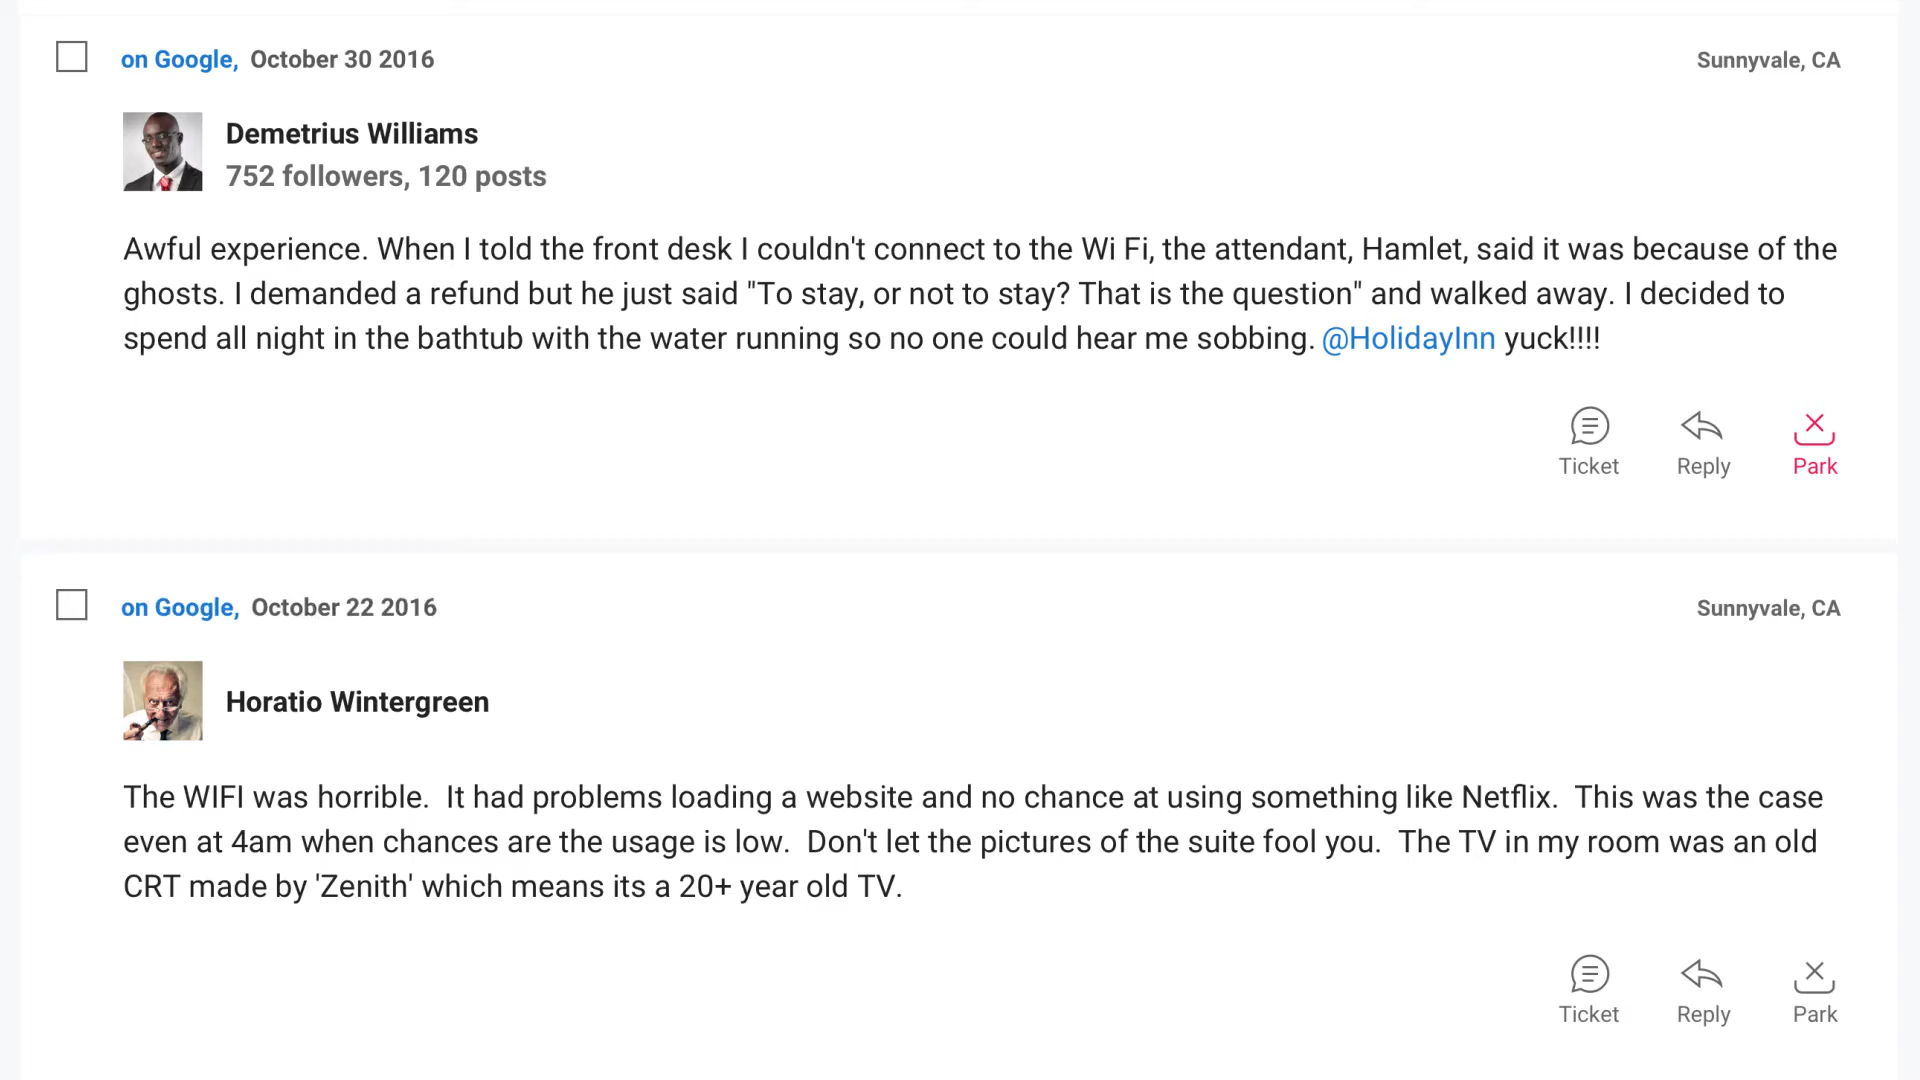 on Google, October 30 2016
Sunnyvale, CA
Demetrius Williams
752 followers, 120 posts
Awful experience. When I told the front desk I couldn't connect to the Wi Fi, the attendant, Hamlet, said it was because of the
ghosts. I demanded a refund but he just said "To stay, or not to stay? That is the question" and walked away. I decided to
spend all night in the bathtub with the water running so no one could hear me sobbing. @HolidayInn yuck!!!!
Ticket
Reply
Park
on Google, October 22 2016
Sunnyvale, CA
Horatio Wintergreen
The WIFI was horrible.  It had problems loading a website and no chance at using something like Netflix.  This was the case
even at 4am when chances are the usage is low.  Don't let the pictures of the suite fool you.  The TV in my room was an old
CRT made by 'Zenith' which means its a 20+ year old TV.
Ticket
Reply
Park